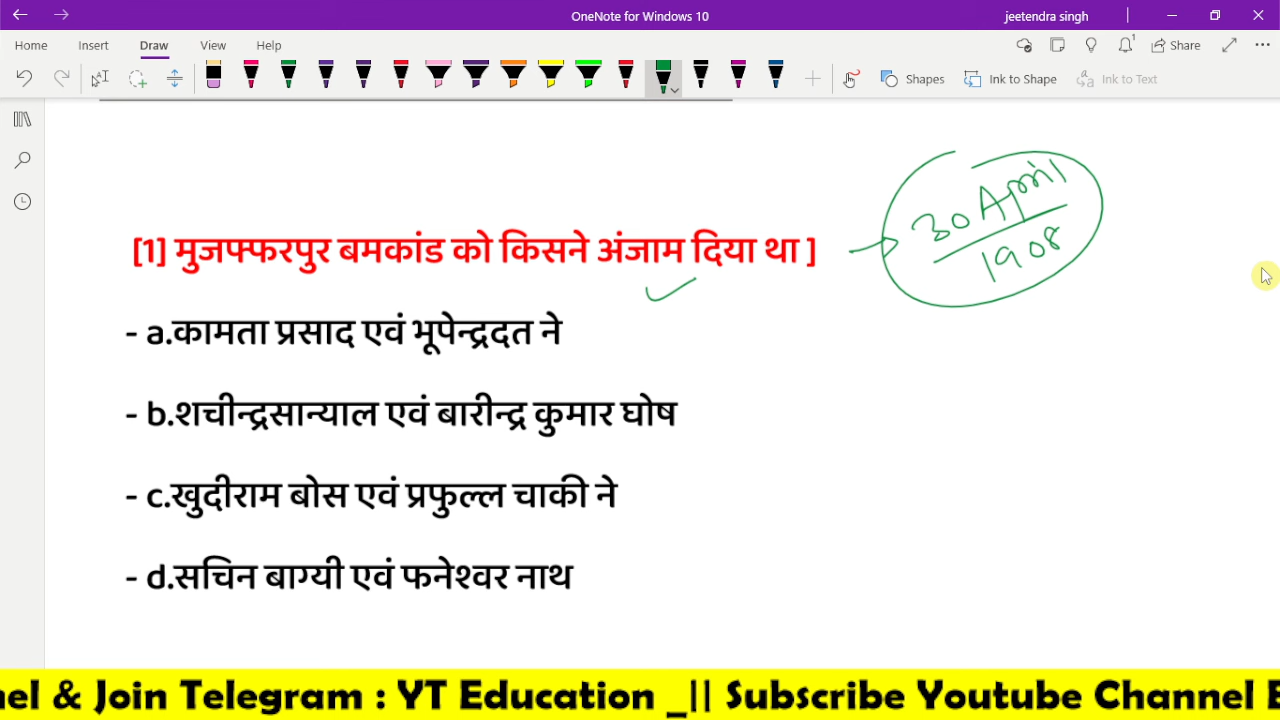 OneNote for Windows 10
jeetendra singh
Home Insert Draw View Help
Share
Shapes Ink to Shape Ink to Text
30 April
1908
[1] मुजफ्फरपुर बमकांड को किसने अंजाम दिया था ]
- a.कामता प्रसाद एवं भूपेन्द्रदत ने
- b.शचीन्द्रसान्याल एवं बारीन्द्र कुमार घोष
- c.खुदीराम बोस एवं प्रफुल्ल चाकी ने
- d.सचिन बाग्यी एवं फनेश्वर नाथ
nel & Join Telegram : YT Education _|| Subscribe Youtube Channel E